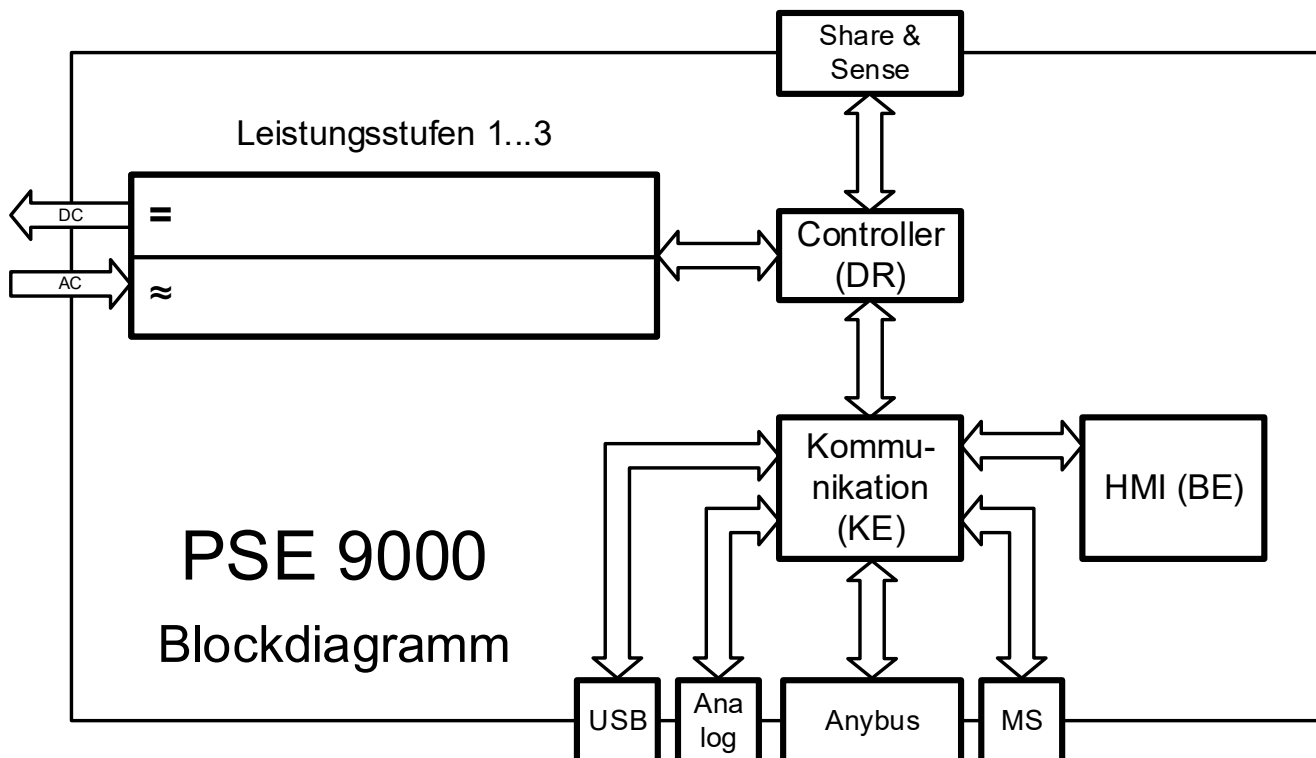 Share &
Sense
Leistungsstufen 1...3
DC
=
AC
≈
Controller
(DR)
Kommu-
nikation
(KE)
HMI (BE)
PSE 9000
Blockdiagramm
USB
Ana
log
Anybus
MS